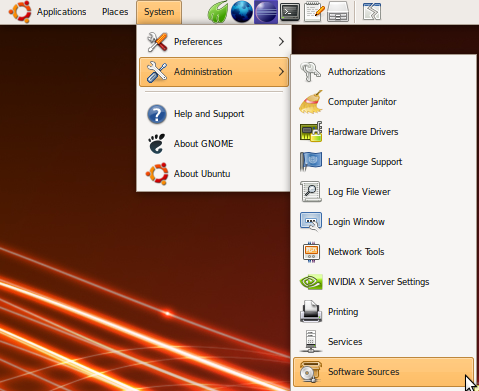 Applications Places System
Preferences
Administration
Help and Support
About GNOME
About Ubuntu
Authorizations
Computer Janitor
Hardware Drivers
Language Support
Log File Viewer
Login Window
Network Tools
NVIDIA X Server Settings
Printing
Services
Software Sources